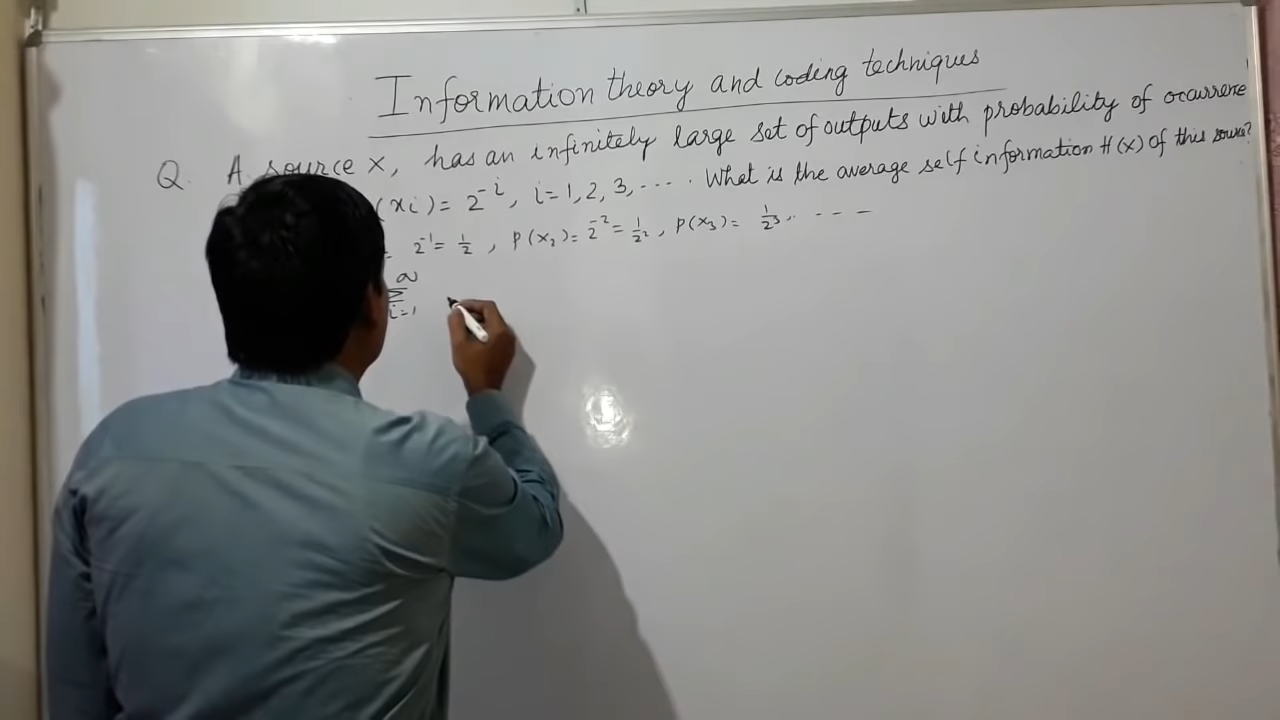 Information theory and coding techniques
Q. A source X, has an infinitely large set of outputs with probability of ocurrene
(xi) = 2^-i, i=1,2,3,.... What is the average self information H(x) of this soure?
= 2^-1 = 1/2, P(x2) = 2^-2 = 1/2^2, P(x3) = 1/2^3, ....
∞
Σ
i=1